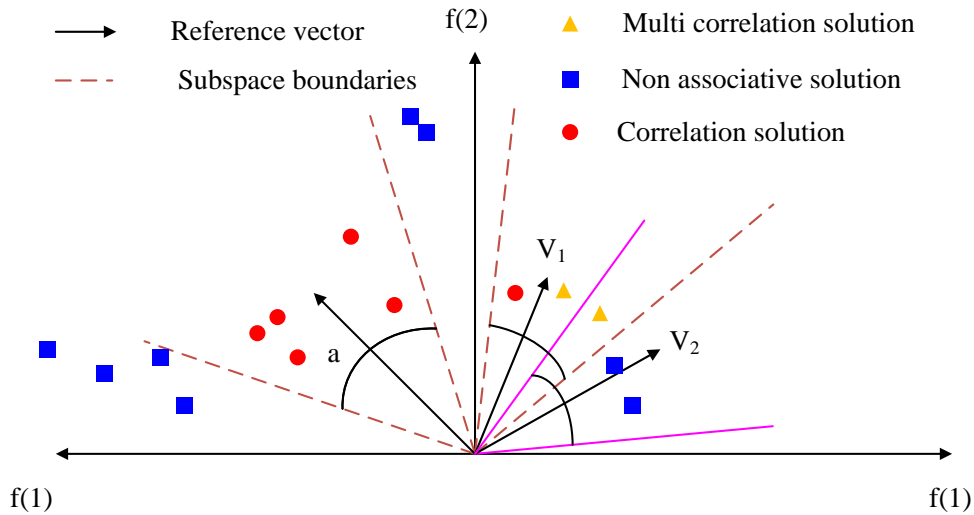 f(2)
Reference vector
Subspace boundaries
Multi correlation solution
Non associative solution
Correlation solution
V1
V2
a
f(1)
f(1)